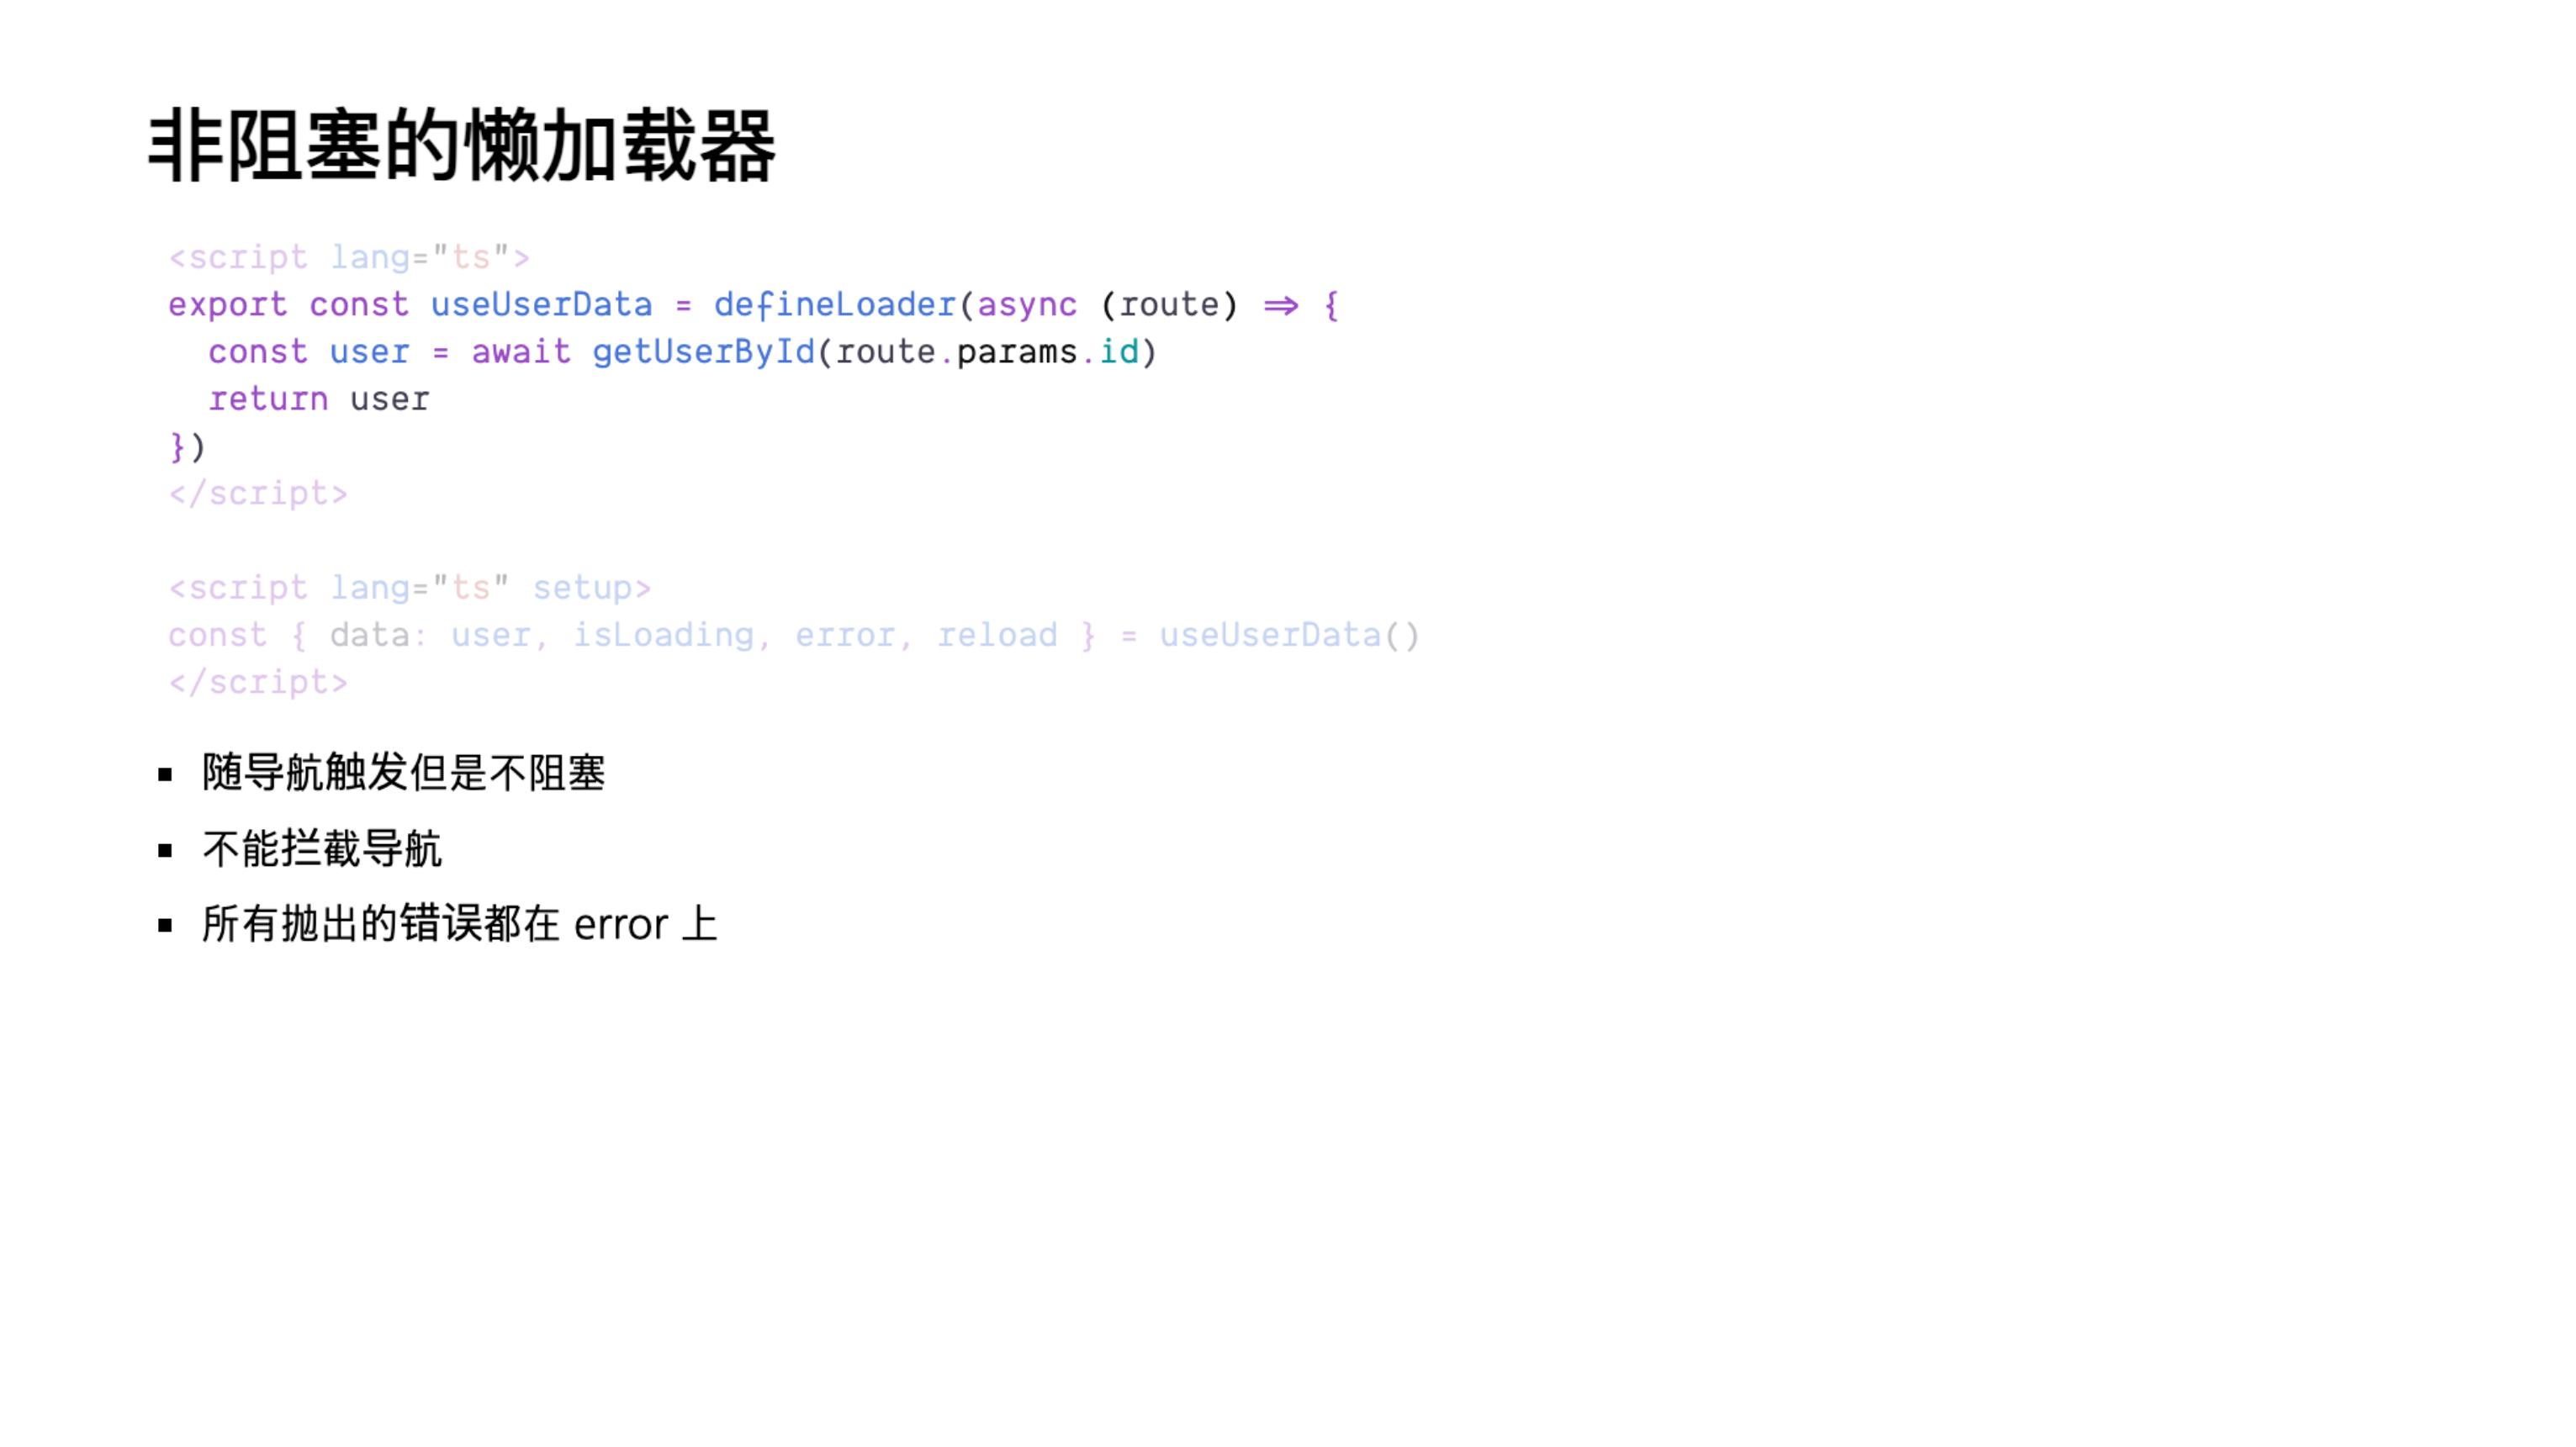 非阻塞的懒加载器
<script lang="ts">
export const useUserData = defineLoader(async (route) => {
  const user = await getUserById(route.params.id)
  return user
})
</script>
<script lang="ts" setup>
const { data: user, isLoading, error, reload } = useUserData()
</script>
▪ 随导航触发但是不阻塞
▪ 不能拦截导航
▪ 所有抛出的错误都在 error 上